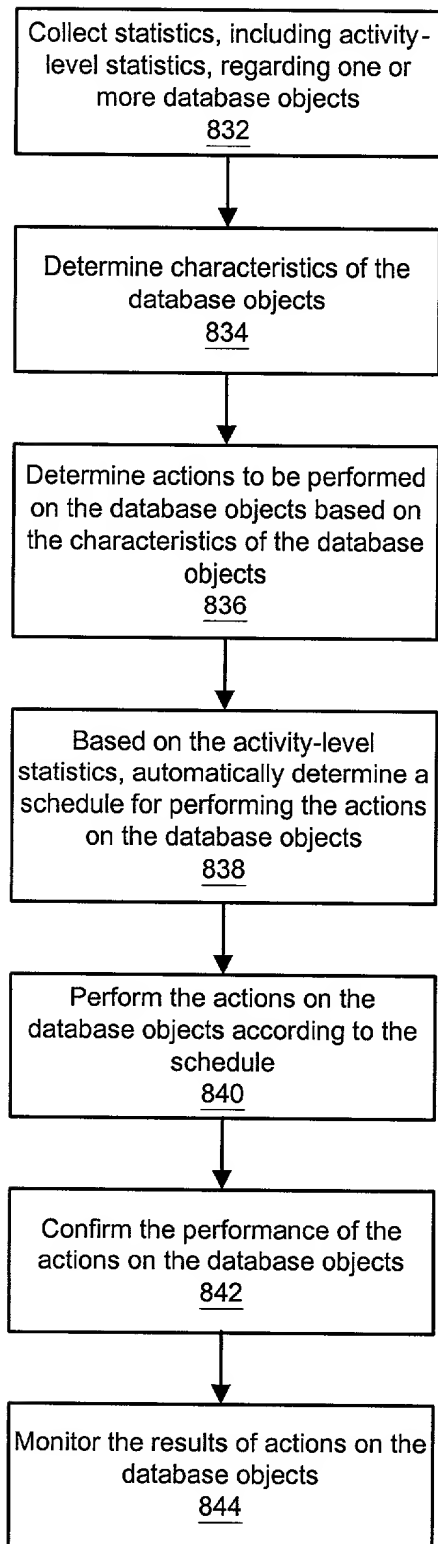 Collect statistics, including activity-
level statistics, regarding one or
more database objects
832
Determine characteristics of the
database objects
834
Determine actions to be performed
on the database objects based on
the characteristics of the database
objects
836
Based on the activity-level
statistics, automatically determine a
schedule for performing the actions
on the database objects
838
Perform the actions on the
database objects according to the
schedule
840
Confirm the performance of the
actions on the database objects
842
Monitor the results of actions on the
database objects
844